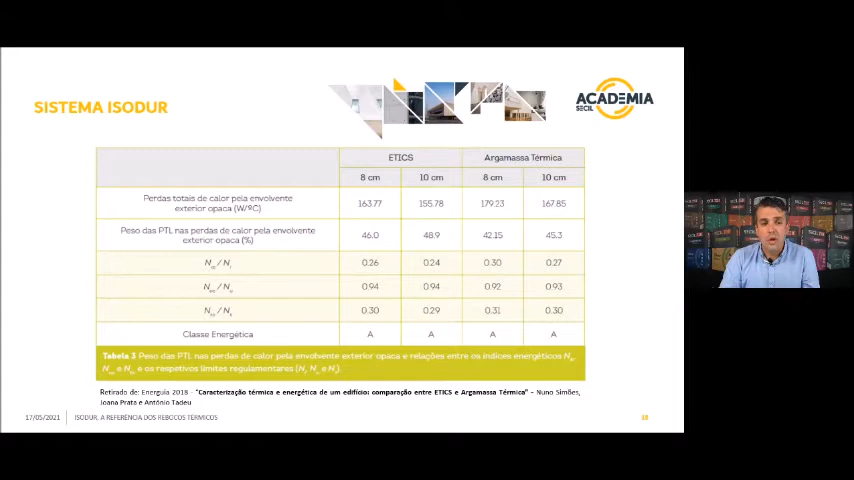 SISTEMA ISODUR
ACADEMIA
SECIL
ETICS Argamassa Térmica
8 cm 10 cm 8 cm 10 cm
Perdas totais de calor pela envolvente
exterior opaca (W/ºC) 163.77 155.78 179.23 167.85
Peso das PTL nas perdas de calor pela envolvente
exterior opaca (%) 46.0 48.9 42.15 45.3
0.26 0.24 0.30 0.27
0.94 0.94 0.92 0.93
0.30 0.29 0.31 0.30
Classe Energética A A A A
Tabela 3 Peso das PTL nas perdas de calor pela envolvente exterior opaca e relações entre os índices energéticos
e os respetivos limites regulamentares
Retirado de: Energuia 2018 - "Caracterização térmica e energética de um edifício: comparação entre ETICS e Argamassa Térmica" – Nuno Simões,
Joana Prata e António Tadeu
17/05/2021 ISODUR, A REFERÊNCIA DOS REBOCOS TÉRMICOS